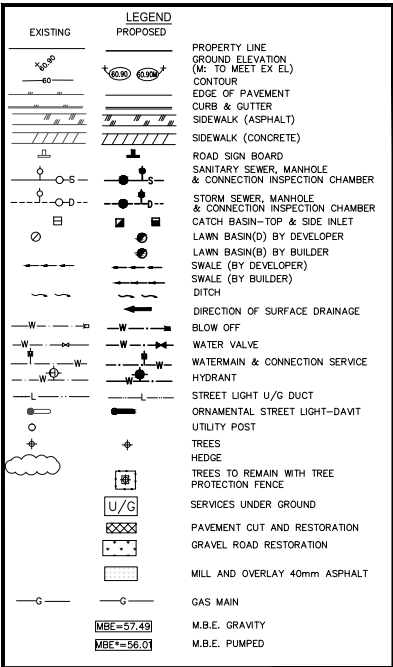 LEGEND
EXISTING PROPOSED
PROPERTY LINE
60.90 60.90 60.90M GROUND ELEVATION
(M: TO MEET EX EL)
60 CONTOUR
EDGE OF PAVEMENT
CURB & GUTTER
SIDEWALK (ASPHALT)
SIDEWALK (CONCRETE)
ROAD SIGN BOARD
S S SANITARY SEWER, MANHOLE
& CONNECTION INSPECTION CHAMBER
D D STORM SEWER, MANHOLE
& CONNECTION INSPECTION CHAMBER
CATCH BASIN-TOP & SIDE INLET
LAWN BASIN(D) BY DEVELOPER
LAWN BASIN(B) BY BUILDER
SWALE (BY DEVELOPER)
SWALE (BY BUILDER)
DITCH
DIRECTION OF SURFACE DRAINAGE
W W BLOW OFF
W W WATER VALVE
W W WATERMAIN & CONNECTION SERVICE
W W HYDRANT
L L STREET LIGHT U/G DUCT
ORNAMENTAL STREET LIGHT-DAVIT
UTILITY POST
TREES
HEDGE
TREES TO REMAIN WITH TREE
PROTECTION FENCE
U/G SERVICES UNDER GROUND
PAVEMENT CUT AND RESTORATION
GRAVEL ROAD RESTORATION
MILL AND OVERLAY 40mm ASPHALT
G G GAS MAIN
MBE=57.49 M.B.E. GRAVITY
MBE*=56.01 M.B.E. PUMPED